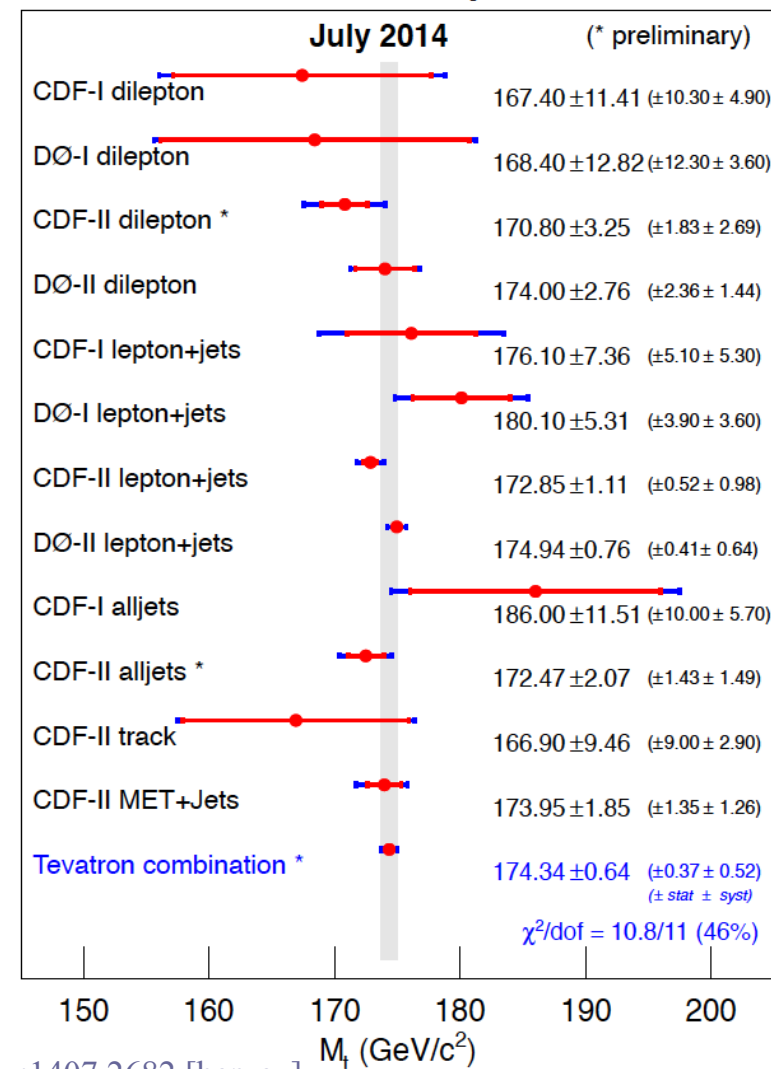 July 2014 (* preliminary)
CDF-I dilepton 167.40 ±11.41 (±10.30 ± 4.90)
DØ-I dilepton 168.40 ±12.82 (±12.30 ± 3.60)
CDF-II dilepton * 170.80 ±3.25 (±1.83 ± 2.69)
DØ-II dilepton 174.00 ±2.76 (±2.36 ± 1.44)
CDF-I lepton+jets 176.10 ±7.36 (±5.10 ± 5.30)
DØ-I lepton+jets 180.10 ±5.31 (±3.90 ± 3.60)
CDF-II lepton+jets 172.85 ±1.11 (±0.52 ± 0.98)
DØ-II lepton+jets 174.94 ±0.76 (±0.41 ± 0.64)
CDF-I alljets 186.00 ±11.51 (±10.00 ± 5.70)
CDF-II alljets * 172.47 ±2.07 (±1.43 ± 1.49)
CDF-II track 166.90 ±9.46 (±9.00 ± 2.90)
CDF-II MET+Jets 173.95 ±1.85 (±1.35 ± 1.26)
Tevatron combination * 174.34 ±0.64 (±0.37 ± 0.52)
(± stat ± syst)
χ²/dof = 10.8/11 (46%)
150 160 170 180 190 200
Mₜ (GeV/c²)